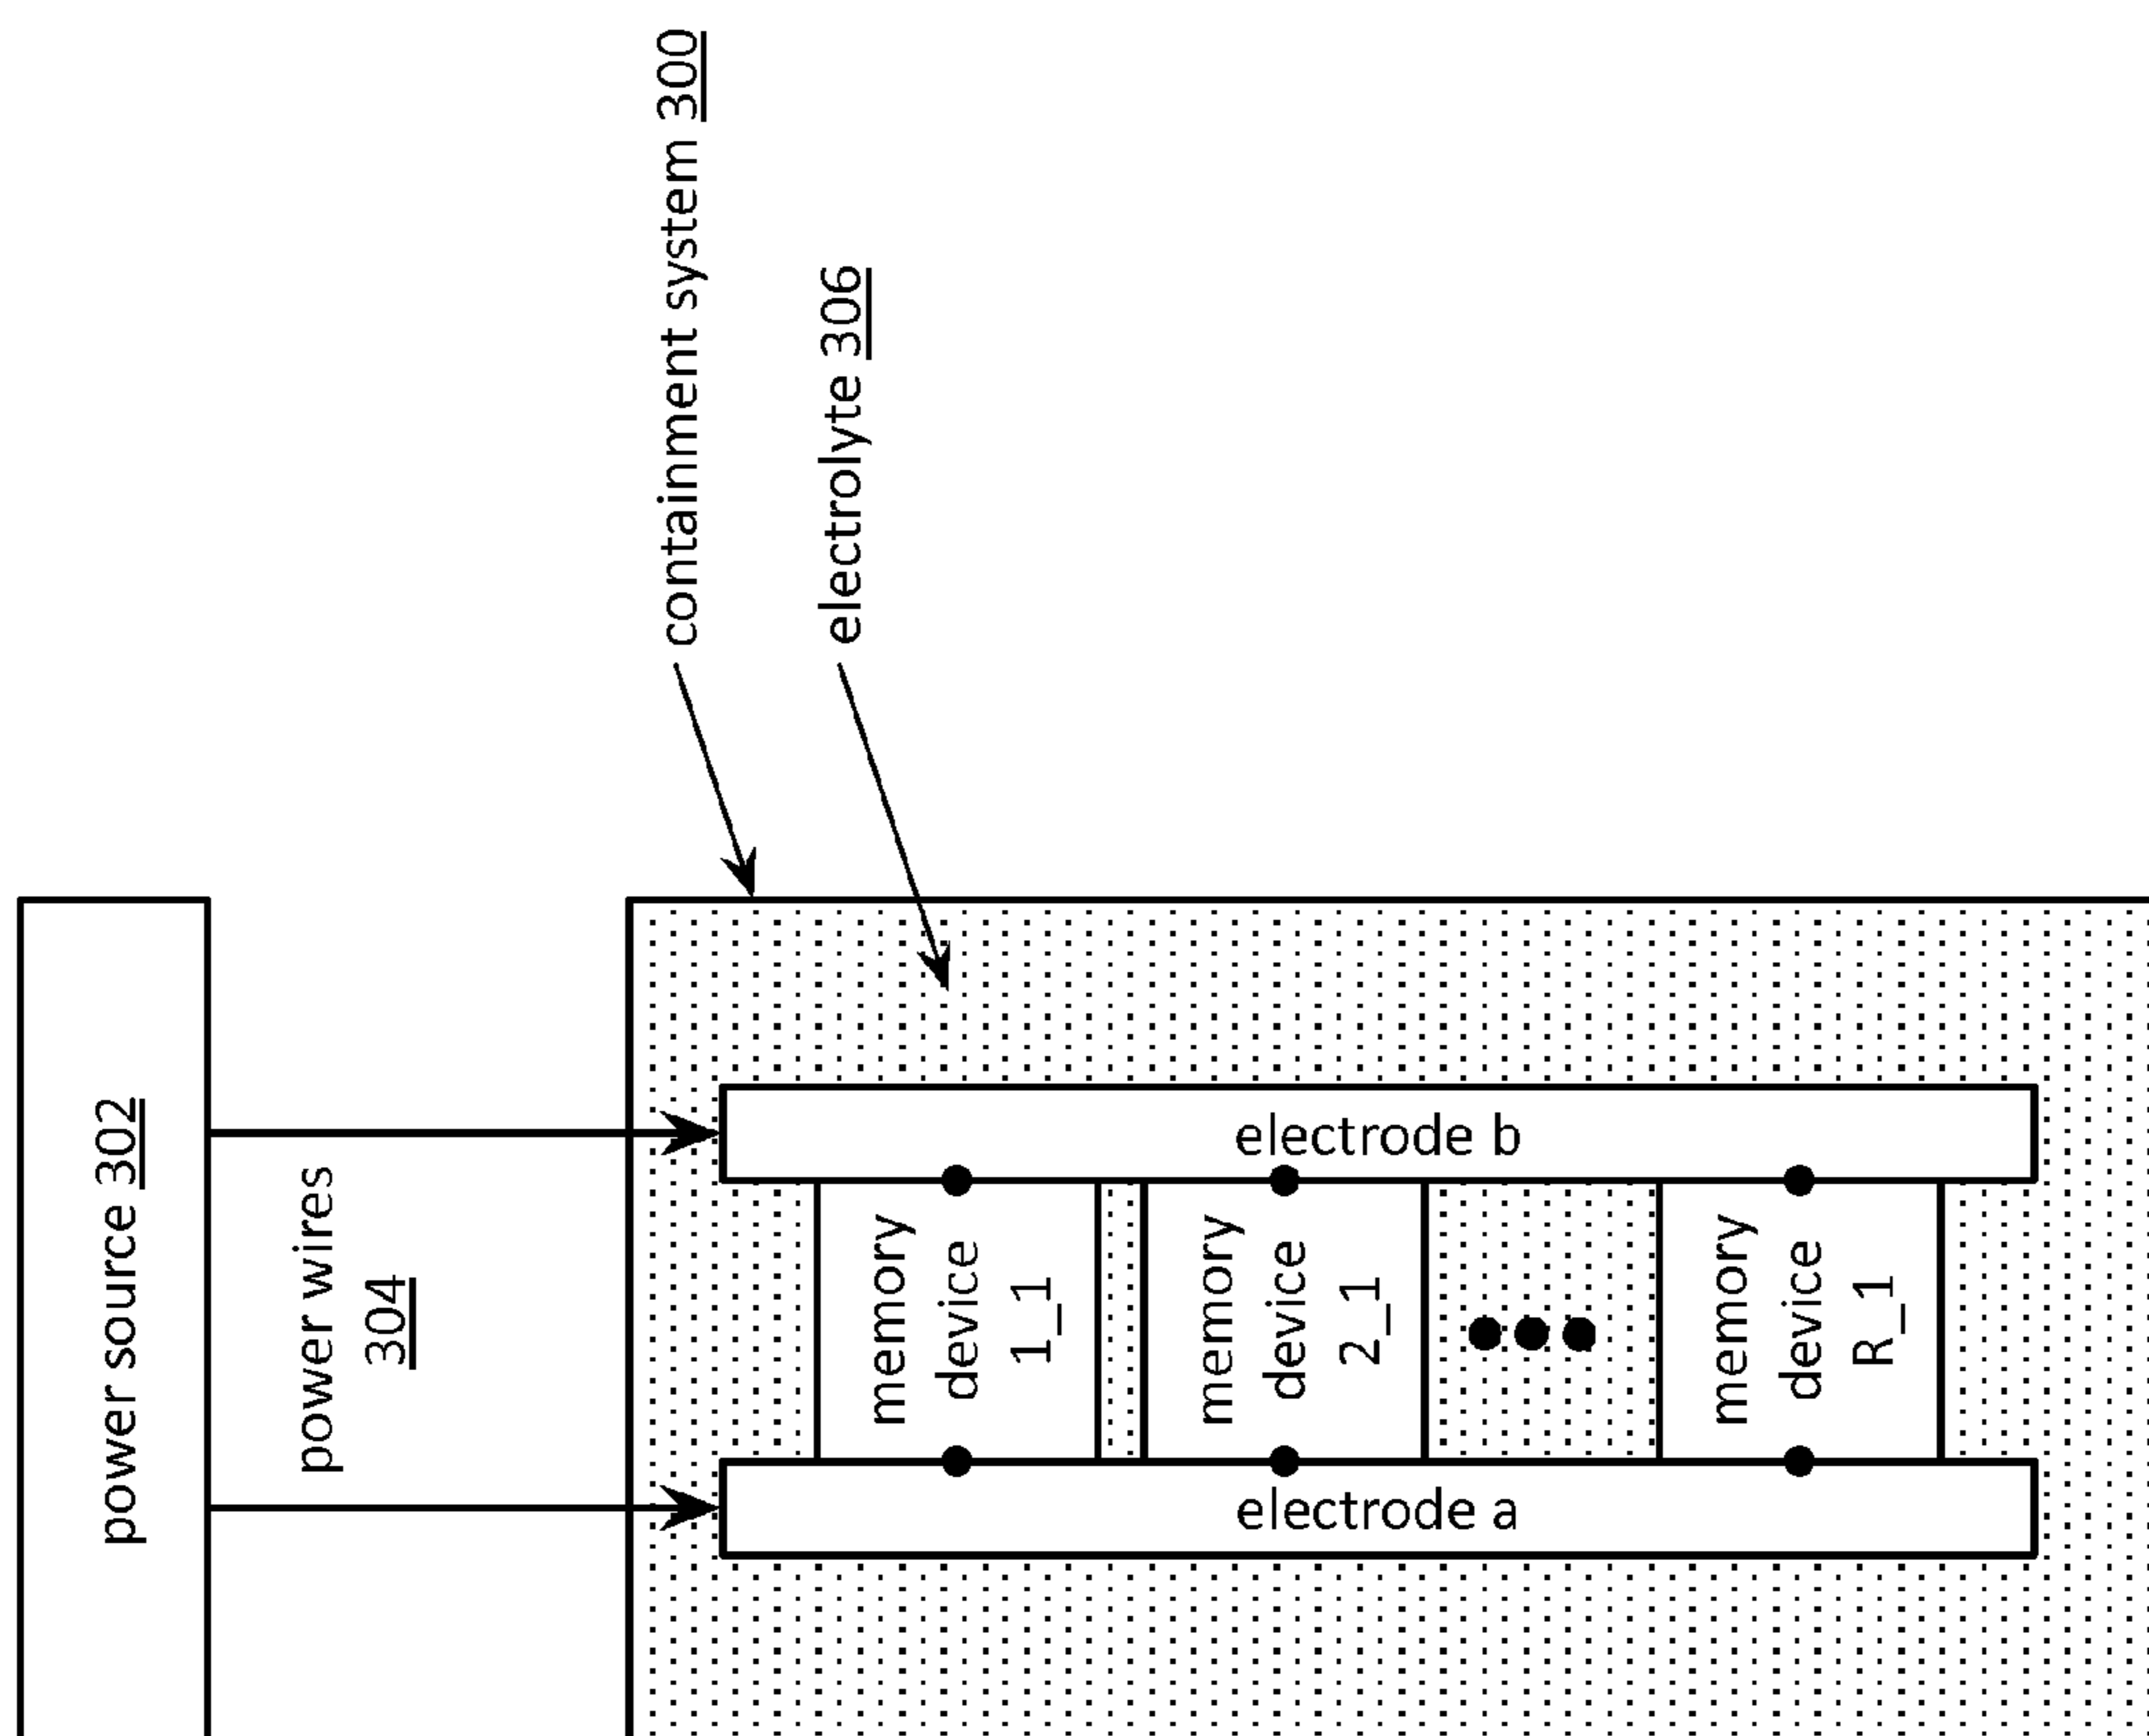 containment system 300
electrolyte 306
power source 302
power wires
304
electrode b
memory
device
1_1
memory
device
2_1
memory
device
R_1
electrode a